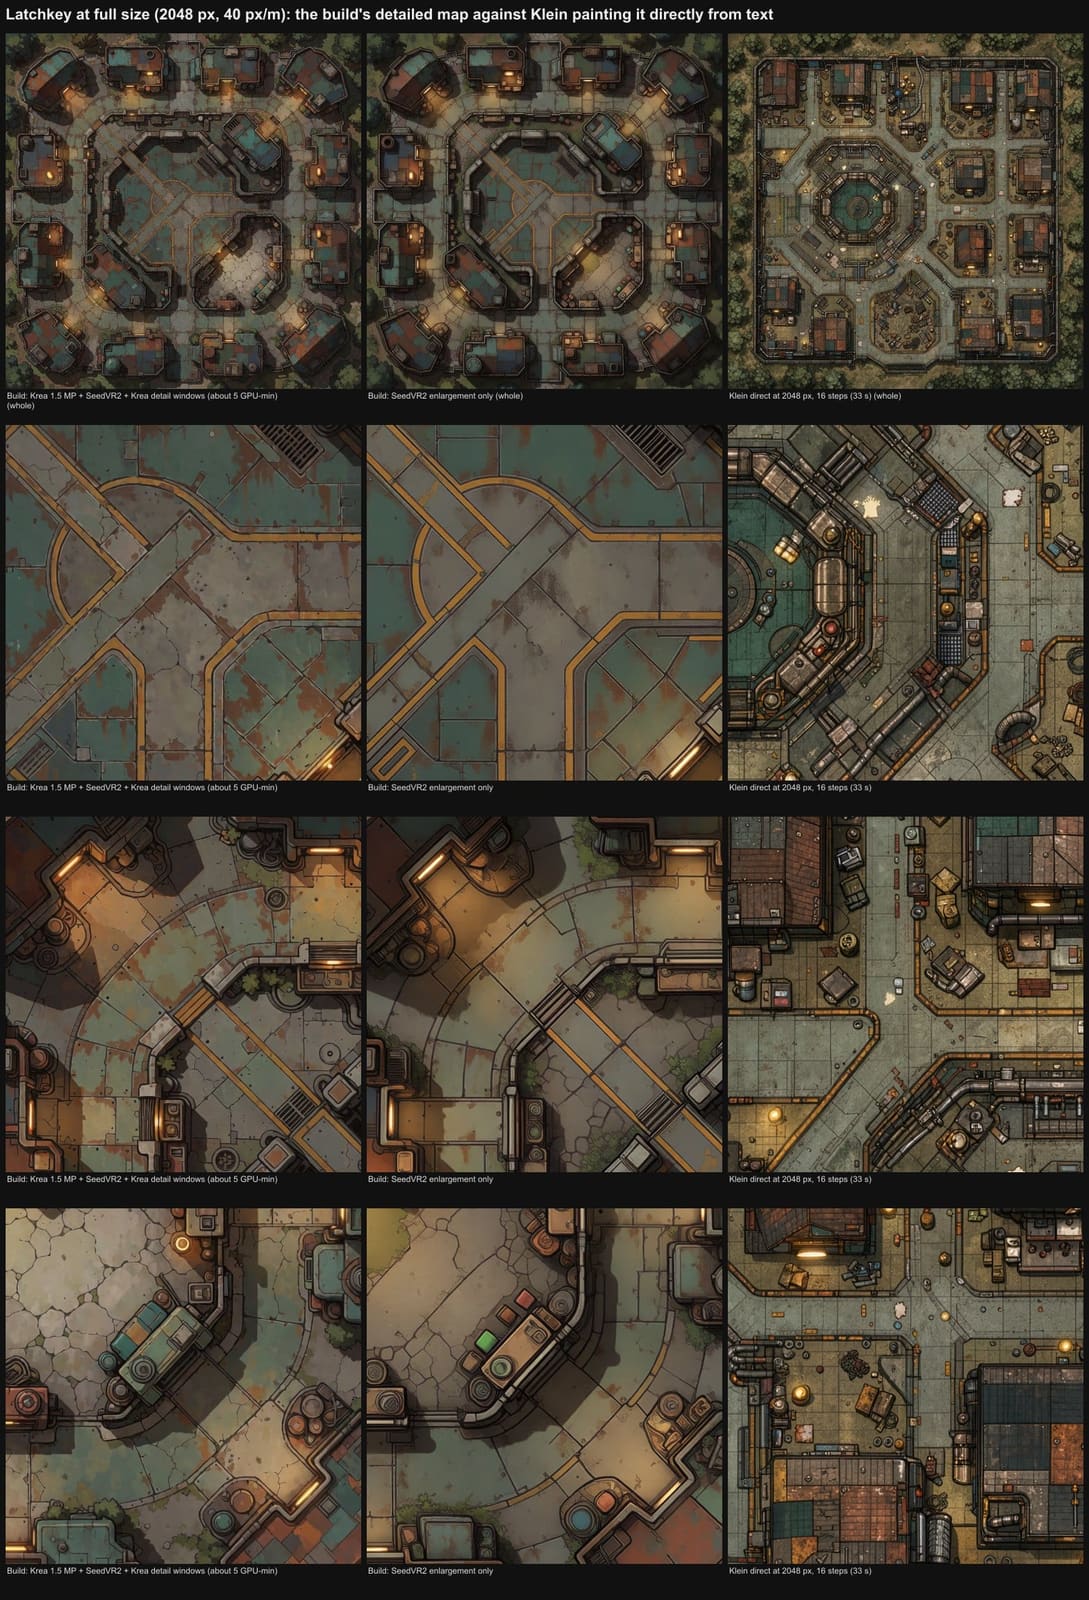 Latchkey at full size (2048 px, 40 px/m): the build's detailed map against Klein painting it directly from text
Build: Krea 1.5 MP + SeedVR2 + Krea detail windows (about 5 GPU-min)
(whole)
Build: SeedVR2 enlargement only (whole)
Klein direct at 2048 px, 16 steps (33 s) (whole)
Build: Krea 1.5 MP + SeedVR2 + Krea detail windows (about 5 GPU-min)
Build: SeedVR2 enlargement only
Klein direct at 2048 px, 16 steps (33 s)
Build: Krea 1.5 MP + SeedVR2 + Krea detail windows (about 5 GPU-min)
Build: SeedVR2 enlargement only
Klein direct at 2048 px, 16 steps (33 s)
Build: Krea 1.5 MP + SeedVR2 + Krea detail windows (about 5 GPU-min)
Build: SeedVR2 enlargement only
Klein direct at 2048 px, 16 steps (33 s)